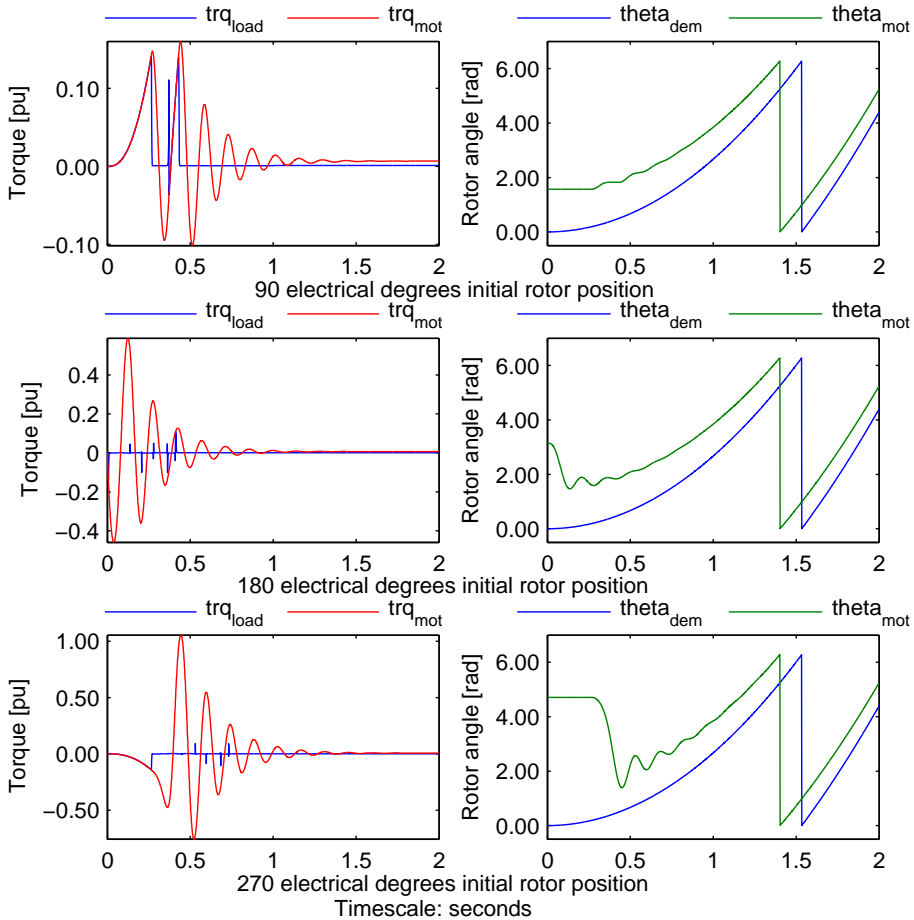 trq_load trq_mot theta_dem theta_mot
Torque [pu]
0.10
0.00
−0.10
0 0.5 1 1.5 2
Rotor angle [rad]
6.00
4.00
2.00
0.00
0 0.5 1 1.5 2
90 electrical degrees initial rotor position
trq_load trq_mot theta_dem theta_mot
Torque [pu]
0.4
0.2
0
−0.2
−0.4
0 0.5 1 1.5 2
Rotor angle [rad]
6.00
4.00
2.00
0.00
0 0.5 1 1.5 2
180 electrical degrees initial rotor position
trq_load trq_mot theta_dem theta_mot
Torque [pu]
1.00
0.50
0.00
−0.50
0 0.5 1 1.5 2
Rotor angle [rad]
6.00
4.00
2.00
0.00
0 0.5 1 1.5 2
270 electrical degrees initial rotor position
Timescale: seconds